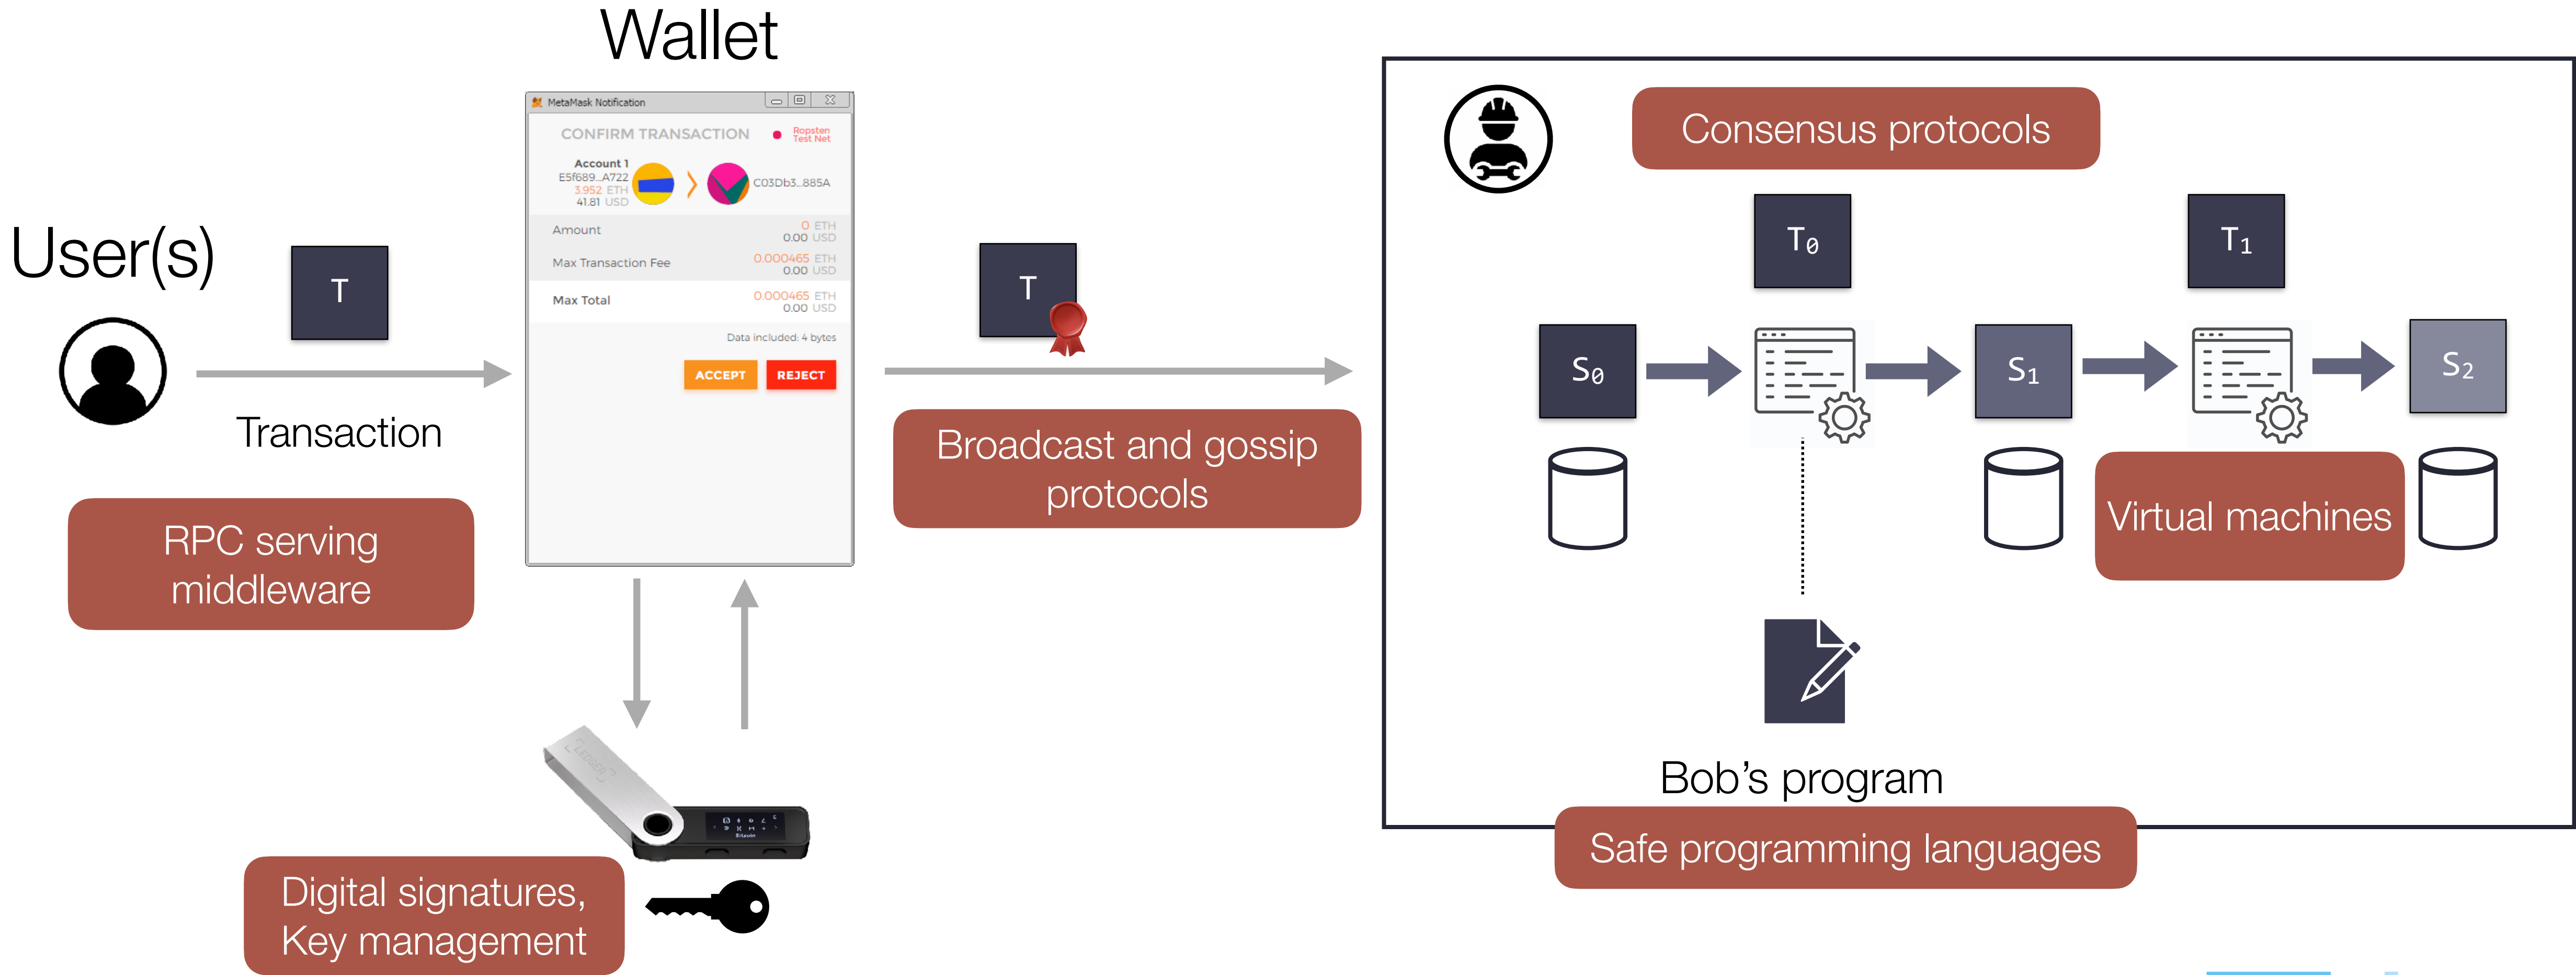 Wallet
MetaMask Notification
CONFIRM TRANSACTION
Ropsten
Test Net
Account 1
E5f689...A722
3.952 ETH
41.81 USD
C03Db3...885A
Amount
0 ETH
0.00 USD
Max Transaction Fee
0.000465 ETH
0.00 USD
Max Total
0.000465 ETH
0.00 USD
Data included: 4 bytes
ACCEPT
REJECT
User(s)
T
Transaction
RPC serving
middleware
LEDGER
Bitcoin
Digital signatures,
Key management
T
Broadcast and gossip
protocols
Consensus protocols
T₀
T₁
S₀
S₁
S₂
Virtual machines
Bob’s program
Safe programming languages